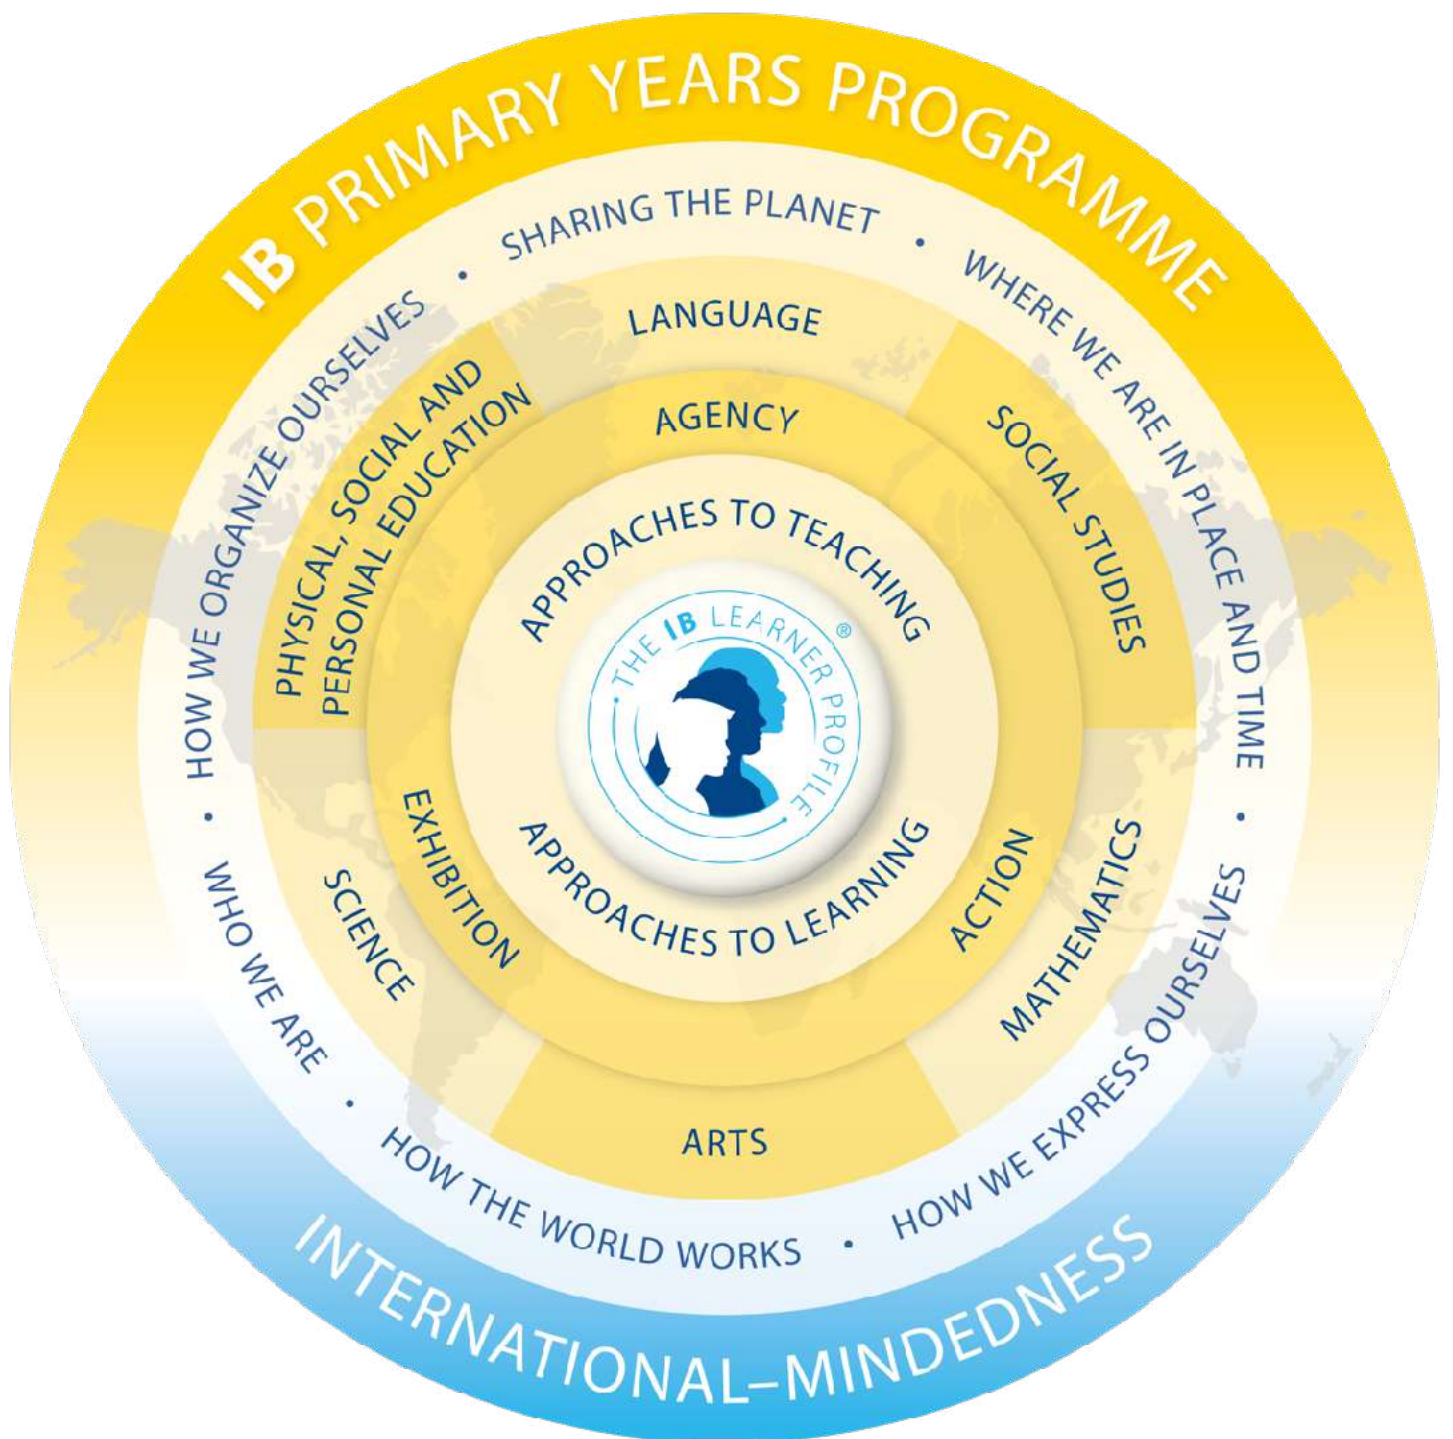 IB PRIMARY YEARS PROGRAMME
SHARING THE PLANET
•
WHERE WE ARE IN PLACE AND TIME
•
HOW WE EXPRESS OURSELVES
•
HOW THE WORLD WORKS
•
WHO WE ARE
•
HOW WE ORGANIZE OURSELVES
•
LANGUAGE
SOCIAL STUDIES
MATHEMATICS
ARTS
SCIENCE
PHYSICAL, SOCIAL AND
PERSONAL EDUCATION
AGENCY
ACTION
EXHIBITION
APPROACHES TO TEACHING
• THE IB LEARNER PROFILE •
®
APPROACHES TO LEARNING
INTERNATIONAL–MINDEDNESS